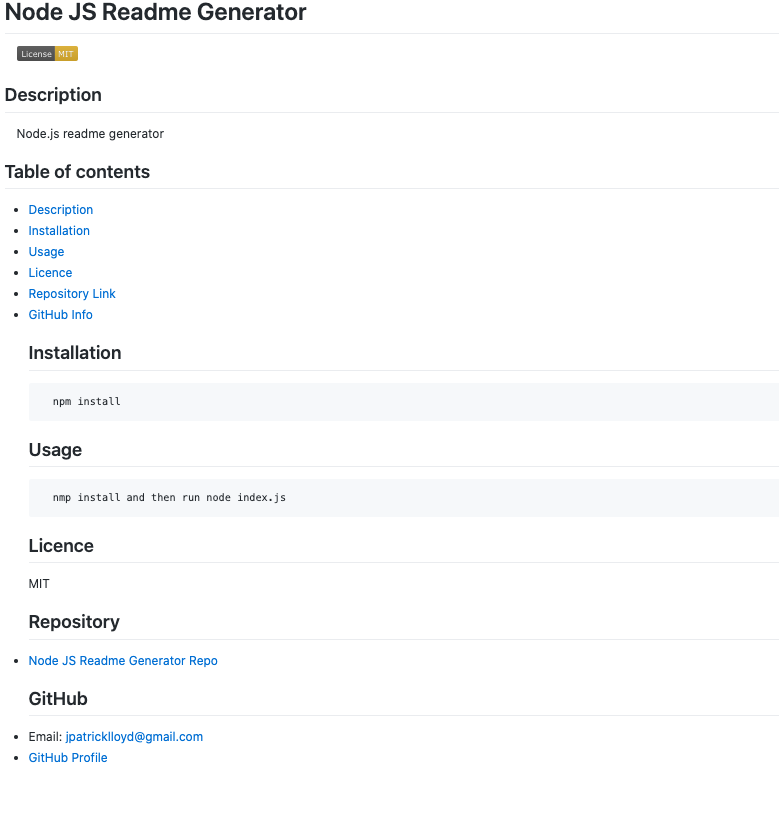 Node JS Readme Generator
License MIT
Description
Node.js readme generator
Table of contents
Description
Installation
Usage
Licence
Repository Link
GitHub Info
Installation
npm install
Usage
nmp install and then run node index.js
Licence
MIT
Repository
Node JS Readme Generator Repo
GitHub
Email: jpatricklloyd@gmail.com
GitHub Profile